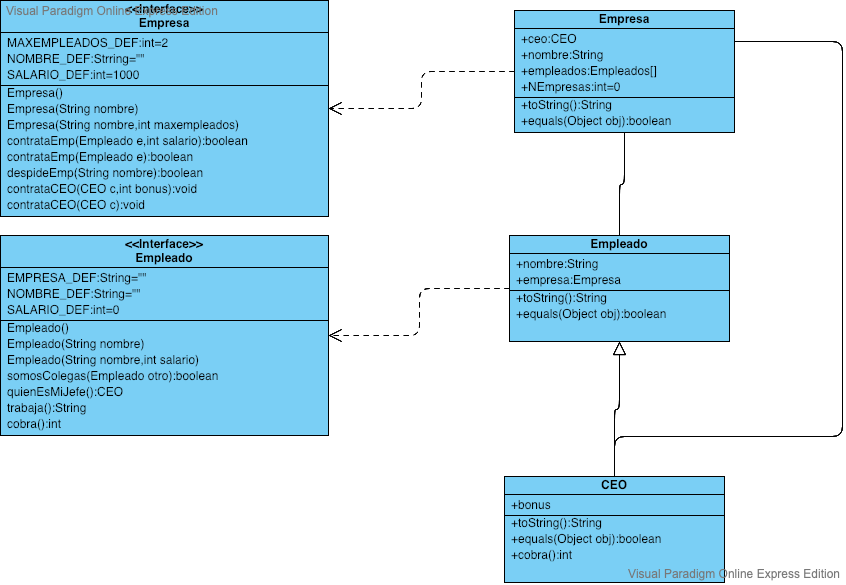 Visual Paradigm Online Express Edition
<<Interface>>
Empresa
MAXEMPLEADOS_DEF:int=2
NOMBRE_DEF:Strring=""
SALARIO_DEF:int=1000
Empresa()
Empresa(String nombre)
Empresa(String nombre,int maxempleados)
contrataEmp(Empleado e,int salario):boolean
contrataEmp(Empleado e):boolean
despideEmp(String nombre):boolean
contrataCEO(CEO c,int bonus):void
contrataCEO(CEO c):void
Empresa
+ceo:CEO
+nombre:String
+empleados:Empleados[]
+NEmpresas:int=0
+toString():String
+equals(Object obj):boolean
<<Interface>>
Empleado
EMPRESA_DEF:String=""
NOMBRE_DEF:String=""
SALARIO_DEF:int=0
Empleado()
Empleado(String nombre)
Empleado(String nombre,int salario)
somosColegas(Empleado otro):boolean
quienEsMiJefe():CEO
trabaja():String
cobra():int
Empleado
+nombre:String
+empresa:Empresa
+toString():String
+equals(Object obj):boolean
CEO
+bonus
+toString():String
+equals(Object obj):boolean
+cobra():int
Visual Paradigm Online Express Edition